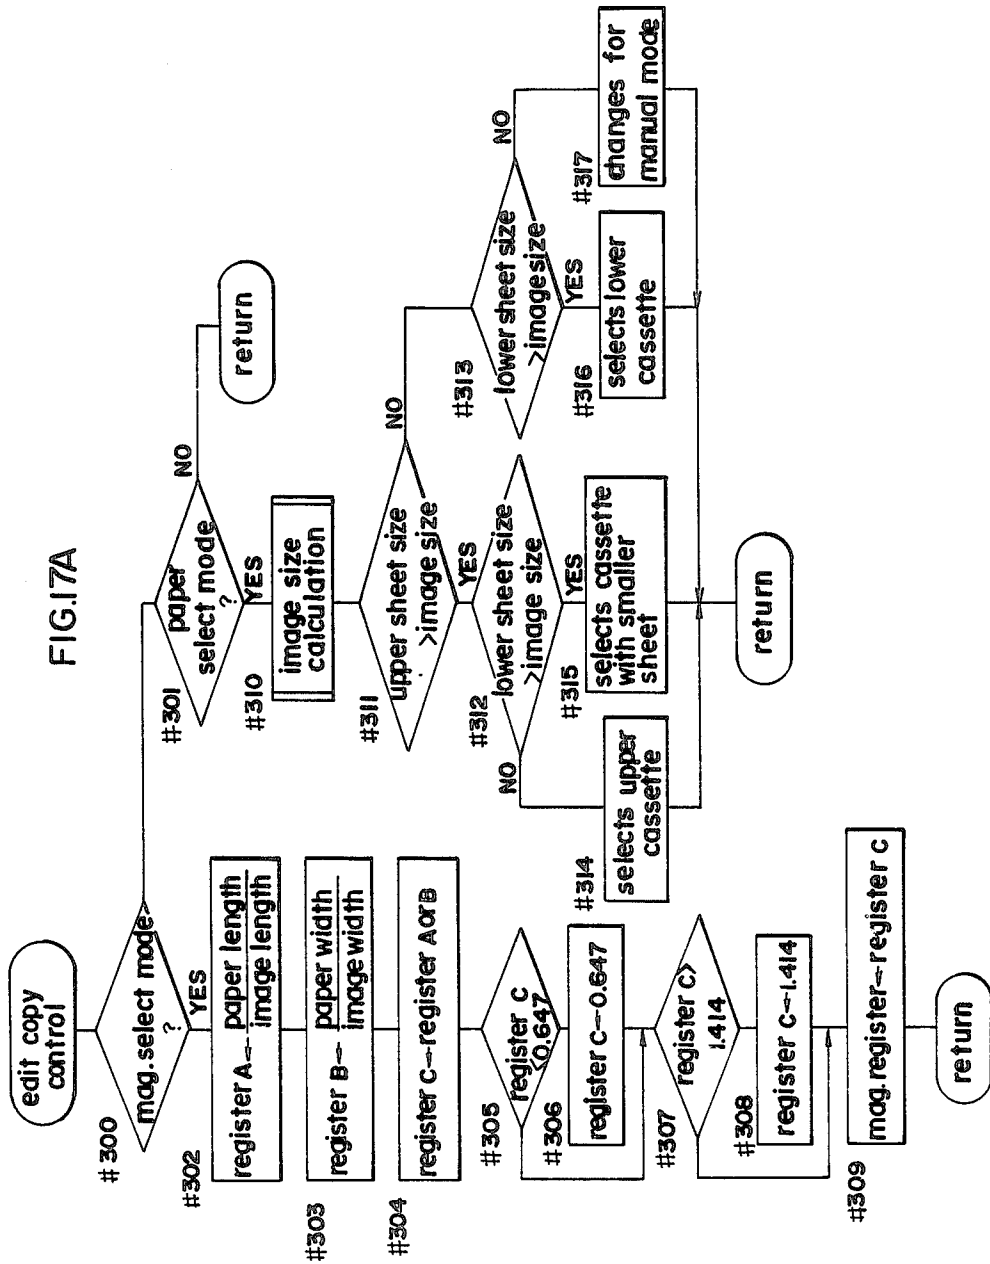 FIG.17A
edit copy
control
#300
mag.select mode
?
YES
#302
register A← paper length
image length
#303
register B← paper width
image width
#304
register C←register A or B
#305
register C
<0.647
#306
register C←0.647
#307
register C>
1.414
#308
register C←1.414
#309
mag.register←register C
return
#301
paper
select mode
?
NO
return
YES
#310
image size
calculation
#311
upper sheet size
>image size
NO
YES
#312
lower sheet size
>image size
NO
YES
#313
lower sheet size
>image size
NO
YES
#314
selects upper
cassette
#315
selects cassette
with smaller
sheet
#316
selects lower
cassette
#317
changes for
manual mode
return